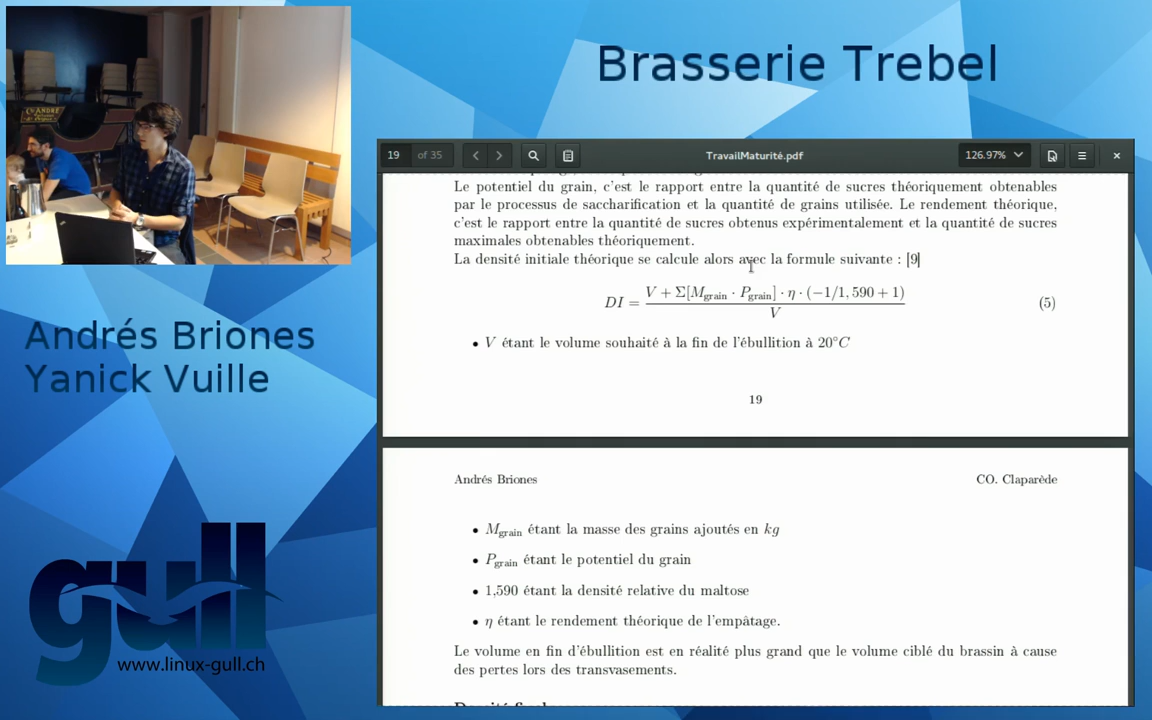 Brasserie Trebel
19 of 35
TravailMaturité.pdf
126.97%
Le potentiel du grain, c'est le rapport entre la quantité de sucres théoriquement obtenables
par le processus de saccharification et la quantité de grains utilisée. Le rendement théorique,
c'est le rapport entre la quantité de sucres obtenus expérimentalement et la quantité de sucres
maximales obtenables théoriquement.
La densité initiale théorique se calcule alors avec la formule suivante : [9]
DI = V + Σ[M_grain · P_grain] · η · (−1/1, 590 + 1) / V (5)
• V étant le volume souhaité à la fin de l'ébullition à 20°C
19
Andrés Briones CO. Claparède
• M_grain étant la masse des grains ajoutés en kg
• P_grain étant le potentiel du grain
• 1,590 étant la densité relative du maltose
• η étant le rendement théorique de l'empâtage.
Le volume en fin d'ébullition est en réalité plus grand que le volume ciblé du brassin à cause
des pertes lors des transvasements.
Andrés Briones
Yanick Vuille
gull
www.linux-gull.ch